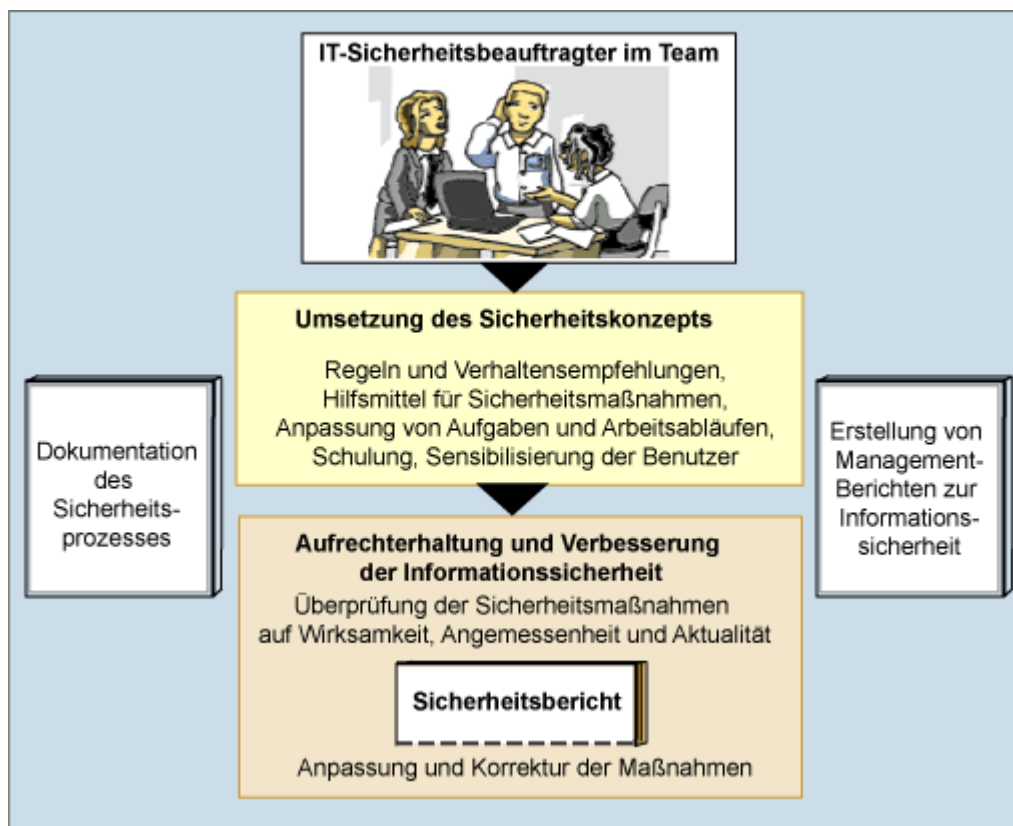 IT-Sicherheitsbeauftragter im Team
Umsetzung des Sicherheitskonzepts
Regeln und Verhaltensempfehlungen,
Hilfsmittel für Sicherheitsmaßnahmen,
Anpassung von Aufgaben und Arbeitsabläufen,
Schulung, Sensibilisierung der Benutzer
Dokumentation
des
Sicherheits-
prozesses
Erstellung von
Management-
Berichten zur
Informations-
sicherheit
Aufrechterhaltung und Verbesserung
der Informationssicherheit
Überprüfung der Sicherheitsmaßnahmen
auf Wirksamkeit, Angemessenheit und Aktualität
Sicherheitsbericht
Anpassung und Korrektur der Maßnahmen